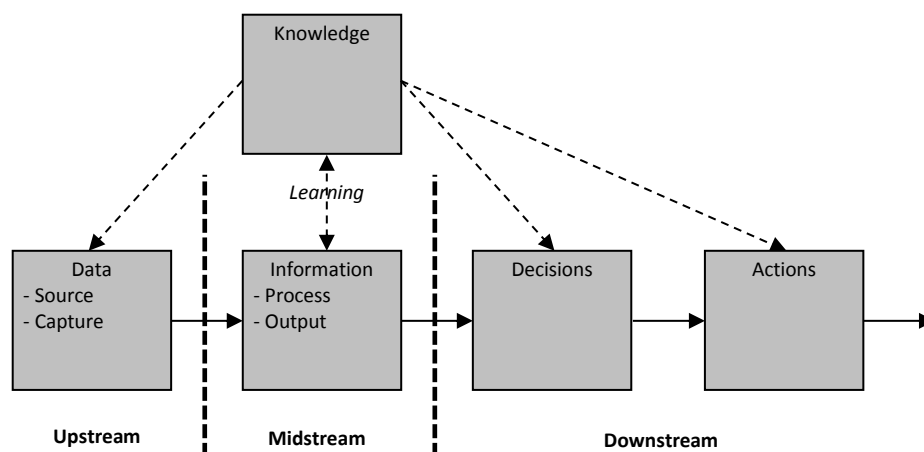 Knowledge
Learning
Data
- Source
- Capture
Information
- Process
- Output
Decisions
Actions
Upstream
Midstream
Downstream